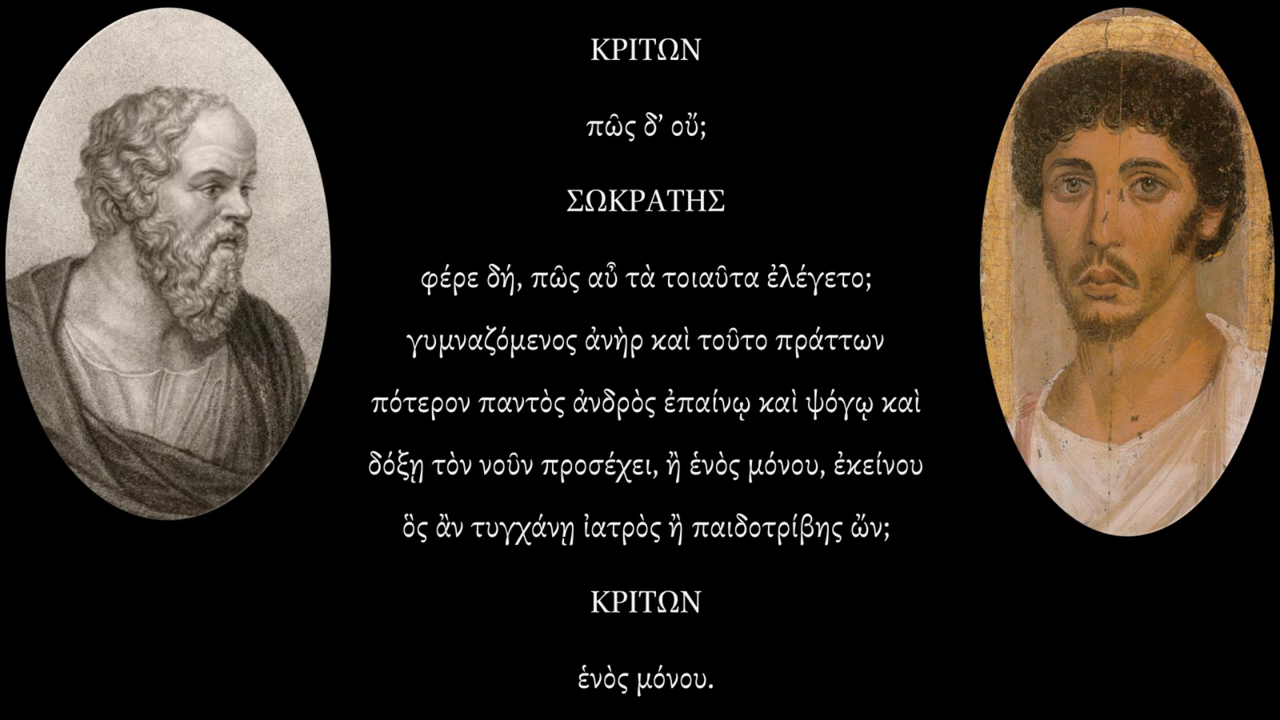 ΚΡΙΤΩΝ
πῶς δ’ οὔ;
ΣΩΚΡΑΤΗΣ
φέρε δή, πῶς αὖ τὰ τοιαῦτα ἐλέγετο;
γυμναζόμενος ἀνὴρ καὶ τοῦτο πράττων
πότερον παντὸς ἀνδρὸς ἐπαίνῳ καὶ ψόγῳ καὶ
δόξῃ τὸν νοῦν προσέχει, ἢ ἑνὸς μόνου, ἐκείνου
ὃς ἂν τυγχάνῃ ἰατρὸς ἢ παιδοτρίβης ὤν;
ΚΡΙΤΩΝ
ἑνὸς μόνου.